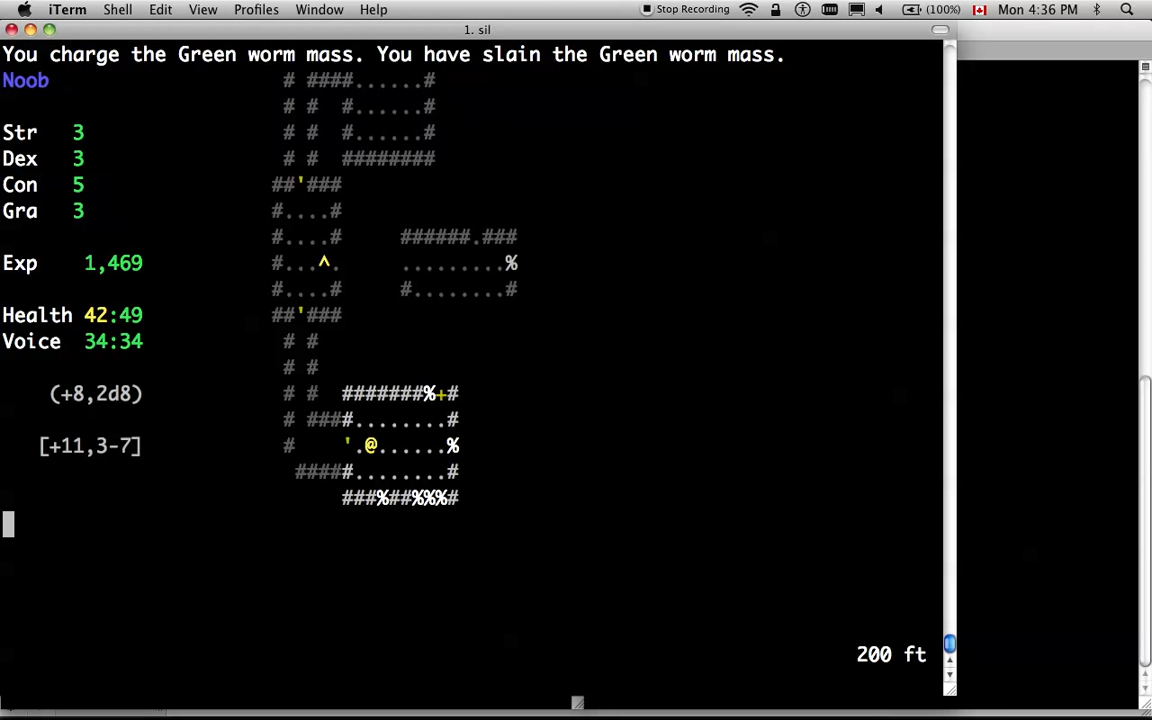 iTerm Shell Edit View Profiles Window Help Stop Recording (100%) Mon 4:36 PM
1. sil
You charge the Green worm mass. You have slain the Green worm mass.
Noob # ####......#
# # #......#
Str 3 # # #......#
Dex 3 # # ########
Con 5 ##'###
Gra 3 #....#
#....# ######.###
Exp 1,469 #...^. .........%
#....# #........#
Health 42:49 ##'###
Voice 34:34 # #
# #
(+8,2d8) # # #######%+#
# ####........#
[+11,3-7] # '.@......%
####........#
###%##%%%#
200 ft